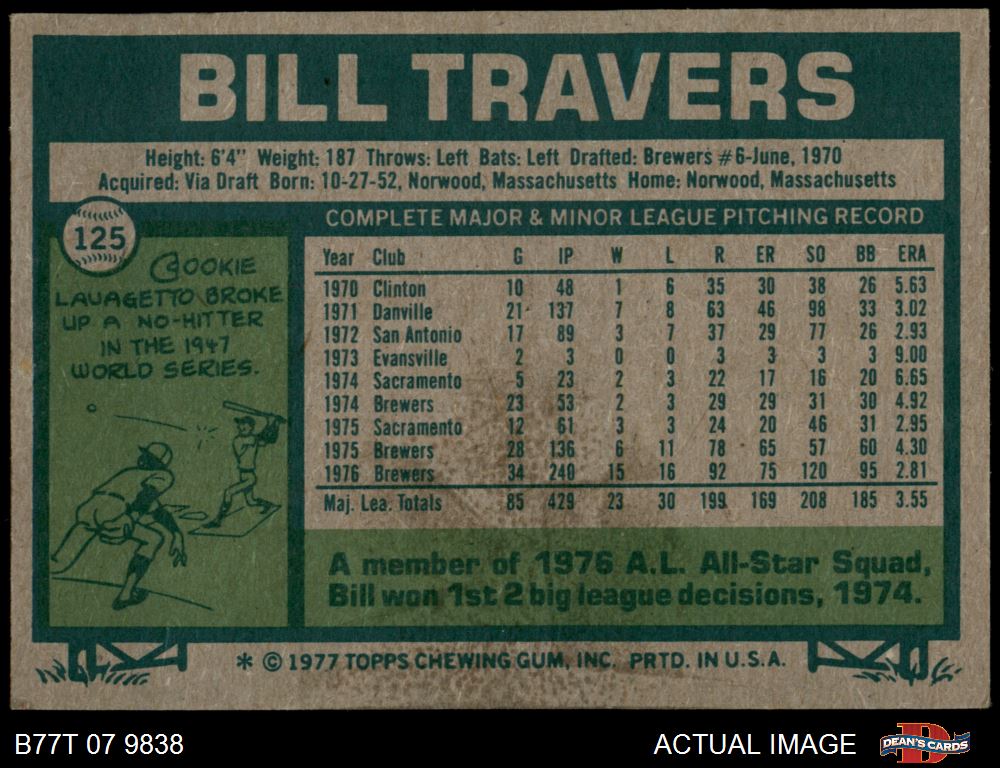 BILL TRAVERS
Height: 6'4" Weight: 187 Throws: Left Bats: Left Drafted: Brewers #6-June, 1970
Acquired: Via Draft Born: 10-27-52, Norwood, Massachusetts Home: Norwood, Massachusetts
125
COOKIE
LAVAGETTO BROKE
UP A NO-HITTER
IN THE 1947
WORLD SERIES.
COMPLETE MAJOR & MINOR LEAGUE PITCHING RECORD
Year Club G IP W L R ER SO BB ERA
1970 Clinton 10 48 1 6 35 30 38 26 5.63
1971 Danville 21 137 7 8 63 46 98 33 3.02
1972 San Antonio 17 89 3 7 37 29 77 26 2.93
1973 Evansville 2 3 0 0 3 3 3 3 9.00
1974 Sacramento 5 23 2 3 22 17 16 20 6.65
1974 Brewers 23 53 2 3 29 29 31 30 4.92
1975 Sacramento 12 61 3 3 24 20 46 31 2.95
1975 Brewers 28 136 6 11 78 65 57 60 4.30
1976 Brewers 34 240 15 16 92 75 120 95 2.81
Maj. Lea. Totals 85 429 23 30 199 169 208 185 3.55
A member of 1976 A.L. All-Star Squad,
Bill won 1st 2 big league decisions, 1974.
* © 1977 TOPPS CHEWING GUM, INC. PRTD. IN U.S.A.
B77T 07 9838
ACTUAL IMAGE
DEAN'S CARDS